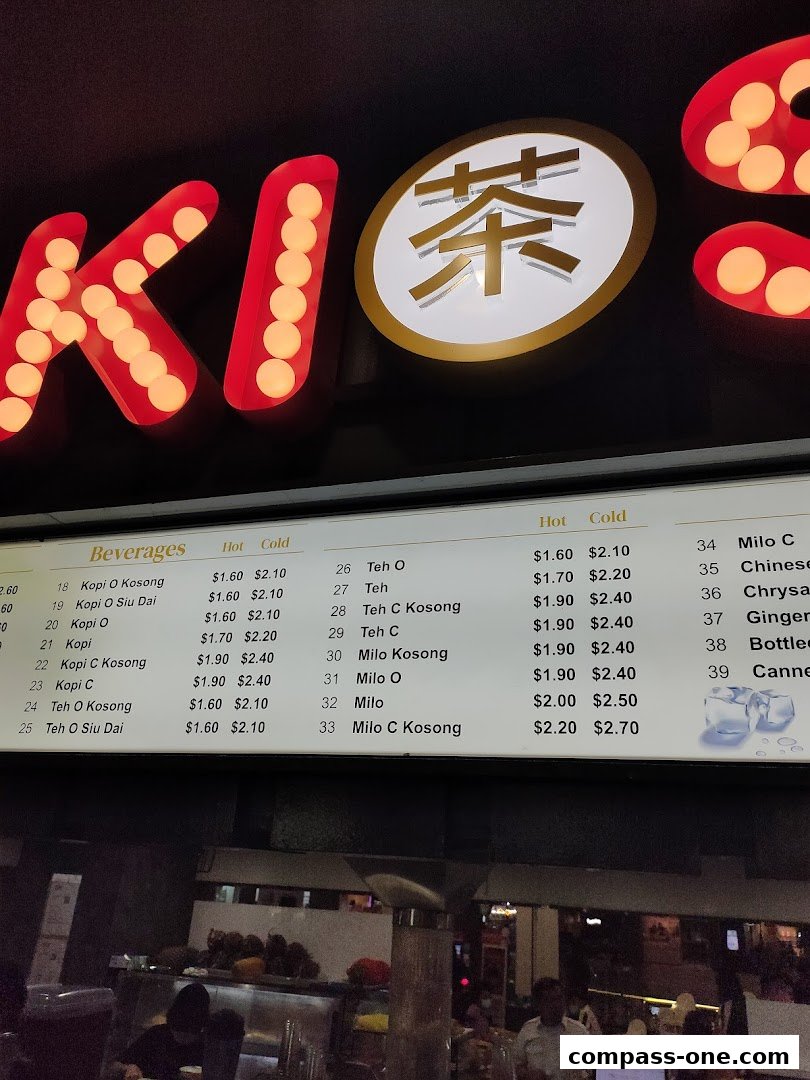 KI 茶 S
Beverages Hot Cold
18 Kopi O Kosong $1.60 $2.10
19 Kopi O Siu Dai $1.60 $2.10
20 Kopi O $1.60 $2.10
21 Kopi $1.70 $2.20
22 Kopi C Kosong $1.90 $2.40
23 Kopi C $1.90 $2.40
24 Teh O Kosong $1.60 $2.10
25 Teh O Siu Dai $1.60 $2.10
Hot Cold
26 Teh O $1.60 $2.10
27 Teh $1.70 $2.20
28 Teh C Kosong $1.90 $2.40
29 Teh C $1.90 $2.40
30 Milo Kosong $1.90 $2.40
31 Milo O $1.90 $2.40
32 Milo $2.00 $2.50
33 Milo C Kosong $2.20 $2.70
34 Milo C
35 Chinese
36 Chrysa
37 Ginger
38 Bottle
39 Canne
compass-one.com